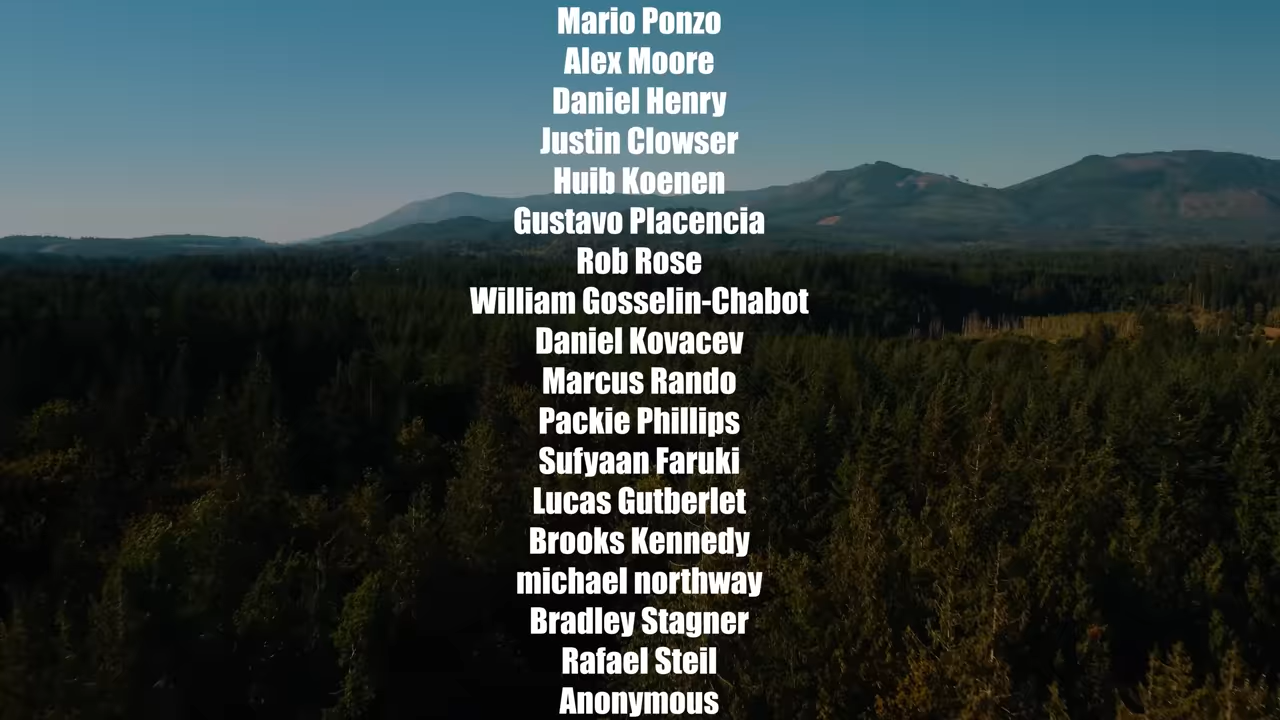 Mario Ponzo
Alex Moore
Daniel Henry
Justin Clowser
Huib Koenen
Gustavo Placencia
Rob Rose
William Gosselin-Chabot
Daniel Kovacev
Marcus Rando
Packie Phillips
Sufyaan Faruki
Lucas Gutberlet
Brooks Kennedy
michael northway
Bradley Stagner
Rafael Steil
Anonymous